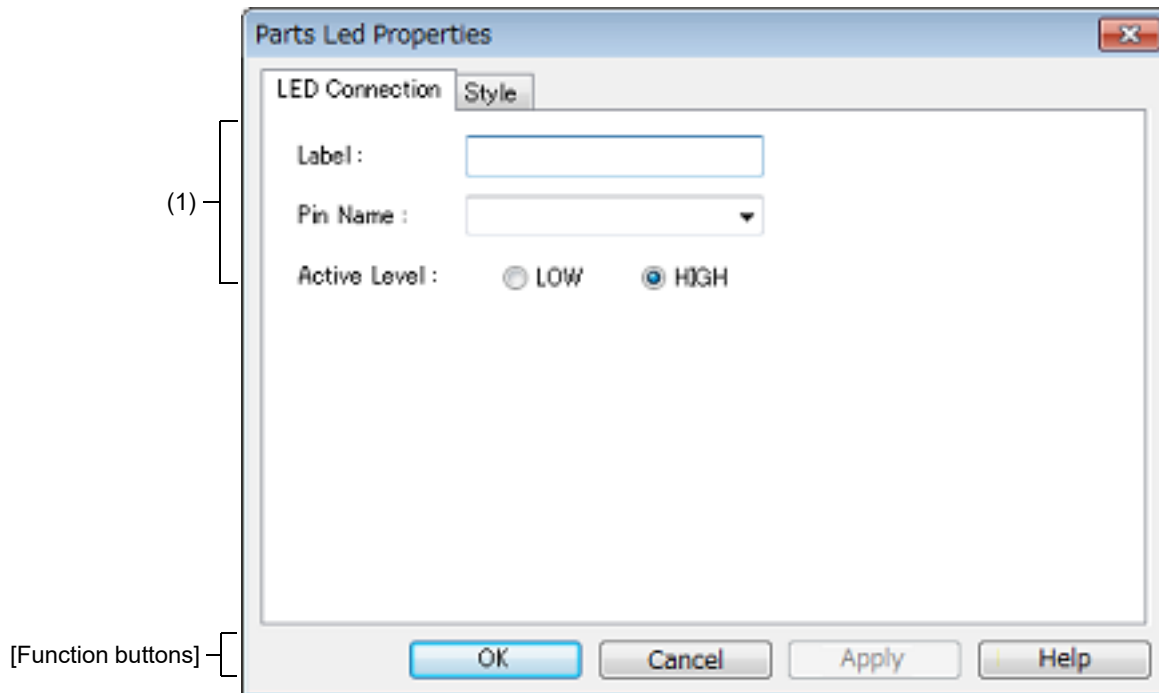 Parts Led Properties
LED Connection Style
Label :
(1)
Pin Name :
Active Level : LOW HIGH
[Function buttons] OK Cancel Apply Help